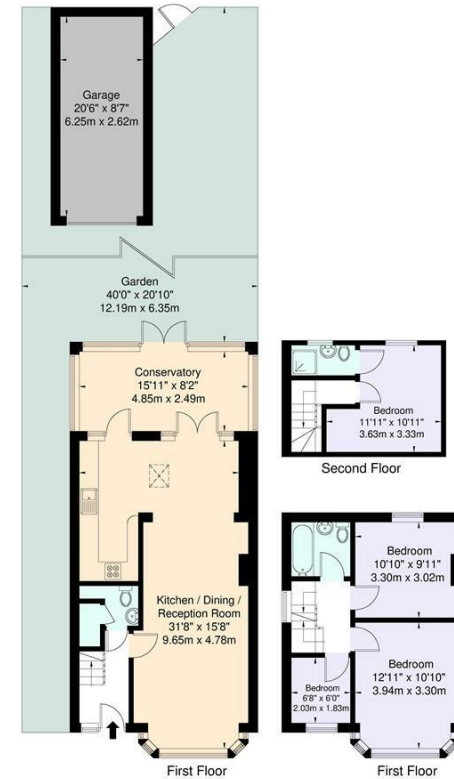 Garage
20'6" x 8'7"
6.25m x 2.62m
Garden
40'0" x 20'10"
12.19m x 6.35m
Conservatory
15'11" x 8'2"
4.85m x 2.49m
Kitchen / Dining /
Reception Room
31'8" x 15'8"
9.65m x 4.78m
First Floor
Bedroom
11'11" x 10'11"
3.63m x 3.33m
Second Floor
Bedroom
10'10" x 9'11"
3.30m x 3.02m
Bedroom
6'8" x 6'0"
2.03m x 1.83m
Bedroom
12'11" x 10'10"
3.94m x 3.30m
First Floor